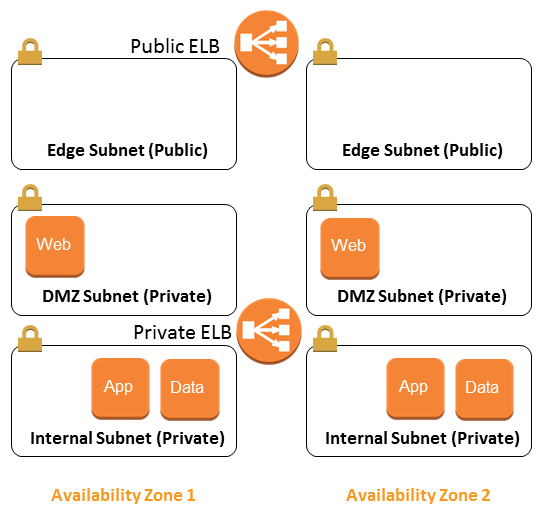 Public ELB
Edge Subnet (Public)
Edge Subnet (Public)
Web
Web
DMZ Subnet (Private)
DMZ Subnet (Private)
Private ELB
App
Data
App
Data
Internal Subnet (Private)
Internal Subnet (Private)
Availability Zone 1
Availability Zone 2